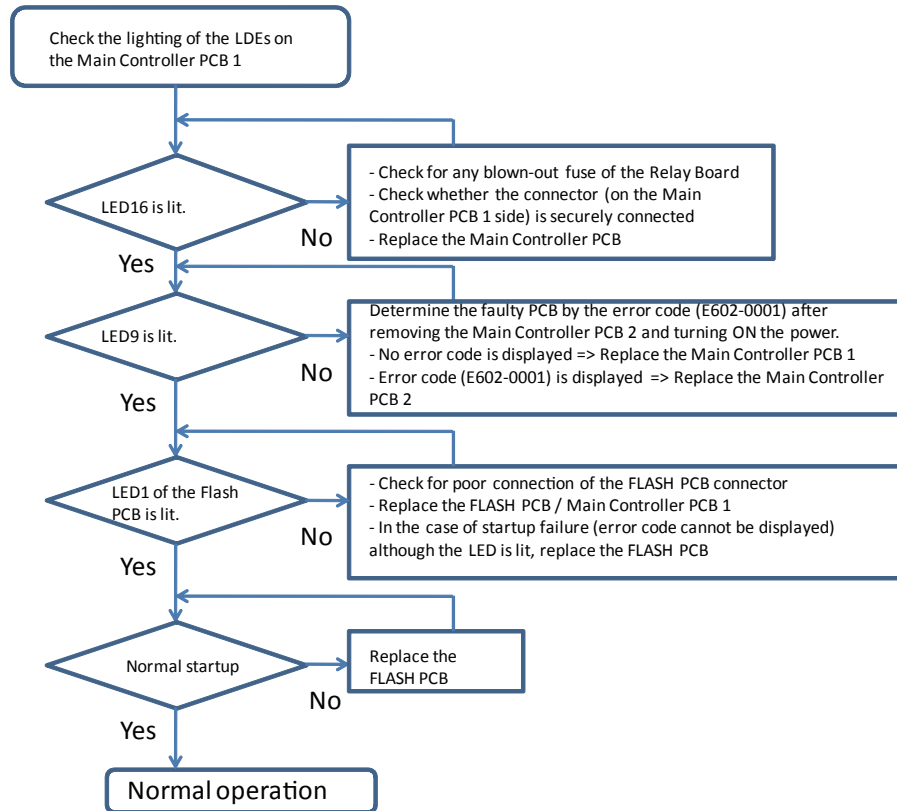 Check the lighting of the LDEs on
the Main Controller PCB 1
LED16 is lit.
No
- Check for any blown-out fuse of the Relay Board
- Check whether the connector (on the Main
Controller PCB 1 side) is securely connected
- Replace the Main Controller PCB
Yes
LED9 is lit.
No
Determine the faulty PCB by the error code (E602-0001) after
removing the Main Controller PCB 2 and turning ON the power.
- No error code is displayed => Replace the Main Controller PCB 1
- Error code (E602-0001) is displayed => Replace the Main Controller
PCB 2
Yes
LED1 of the Flash
PCB is lit.
No
- Check for poor connection of the FLASH PCB connector
- Replace the FLASH PCB / Main Controller PCB 1
- In the case of startup failure (error code cannot be displayed)
although the LED is lit, replace the FLASH PCB
Yes
Normal startup
No
Replace the
FLASH PCB
Yes
Normal operation